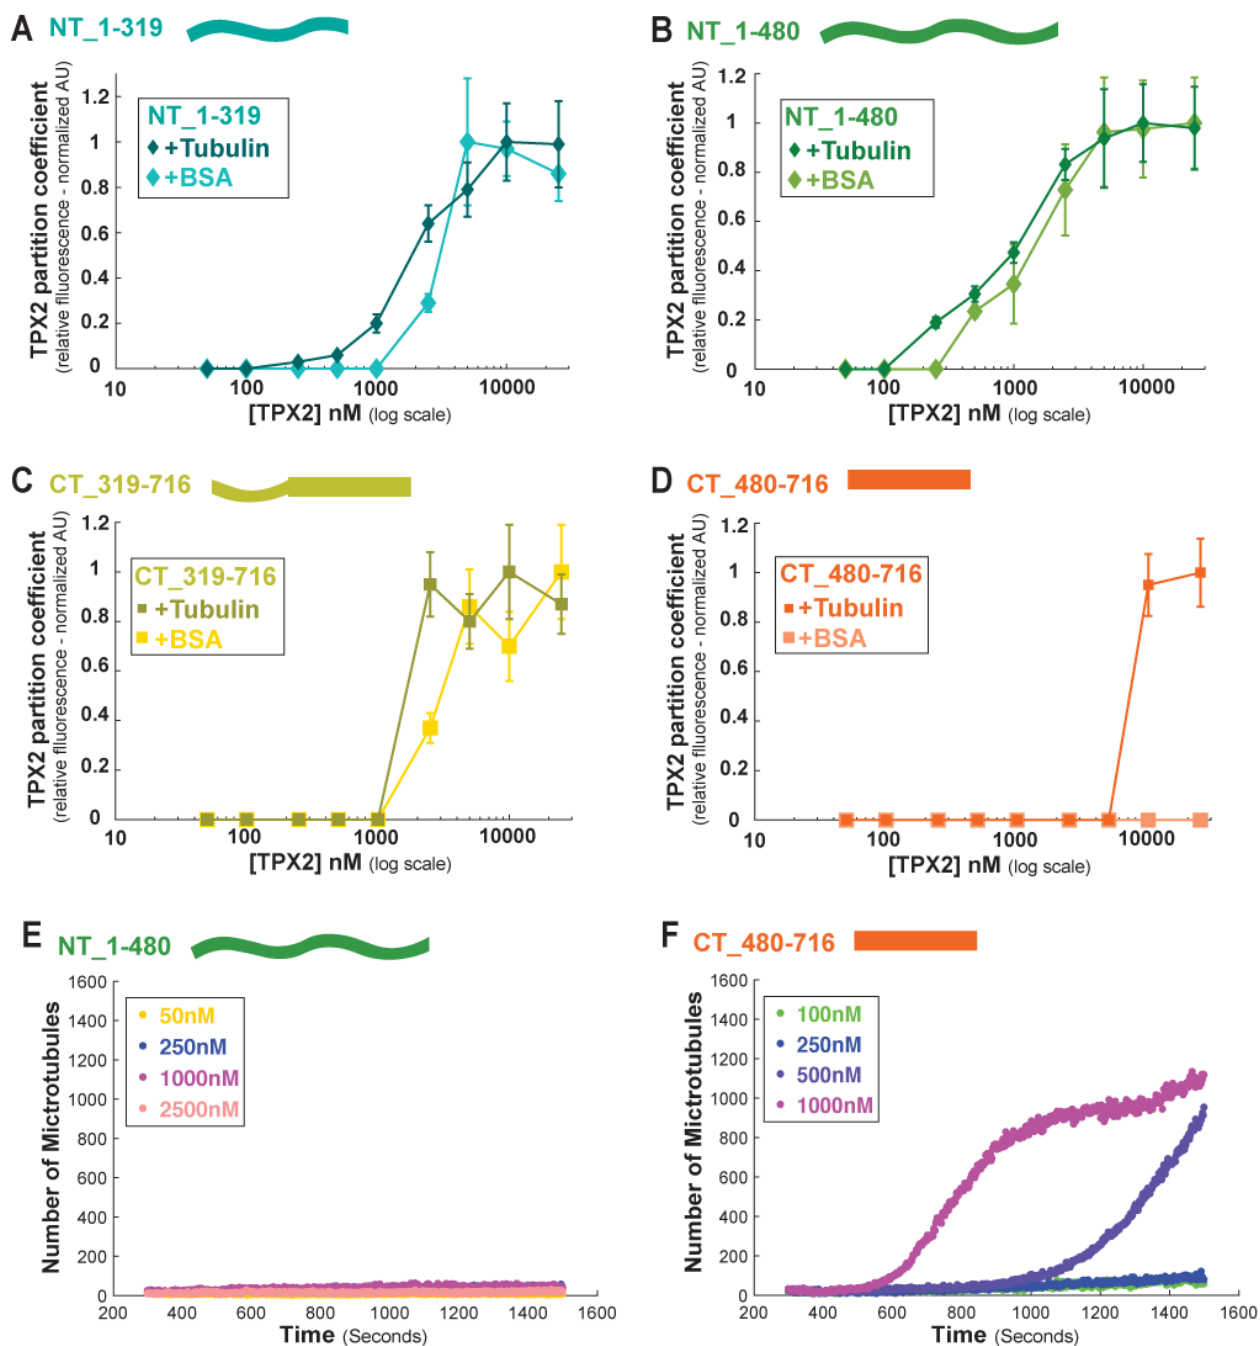 A NT_1-319
TPX2 partition coefficient
(relative fliuorescence - normalized AU)
1.2
1
0.8
0.6
0.4
0.2
0
NT_1-319
+Tubulin
+BSA
10 100 1000 10000
[TPX2] nM (log scale)
B NT_1-480
TPX2 partition coefficient
(relative fliuorescence - normalized AU)
1.2
1
0.8
0.6
0.4
0.2
0
NT_1-480
+Tubulin
+BSA
10 100 1000 10000
[TPX2] nM (log scale)
C CT_319-716
TPX2 partition coefficient
(relative fliuorescence - normalized AU)
1.2
1
0.8
0.6
0.4
0.2
0
CT_319-716
+Tubulin
+BSA
10 100 1000 10000
[TPX2] nM (log scale)
D CT_480-716
TPX2 partition coefficient
(relative fliuorescence - normalized AU)
1.2
1
0.8
0.6
0.4
0.2
0
CT_480-716
+Tubulin
+BSA
10 100 1000 10000
[TPX2] nM (log scale)
E NT_1-480
Number of Mictrotubules
1600
1400
1200
1000
800
600
400
200
0
50nM
250nM
1000nM
2500nM
200 400 600 800 1000 1200 1400 1600
Time (Seconds)
F CT_480-716
Number of Mictrotubules
1600
1400
1200
1000
800
600
400
200
0
100nM
250nM
500nM
1000nM
200 400 600 800 1000 1200 1400 1600
Time (Seconds)